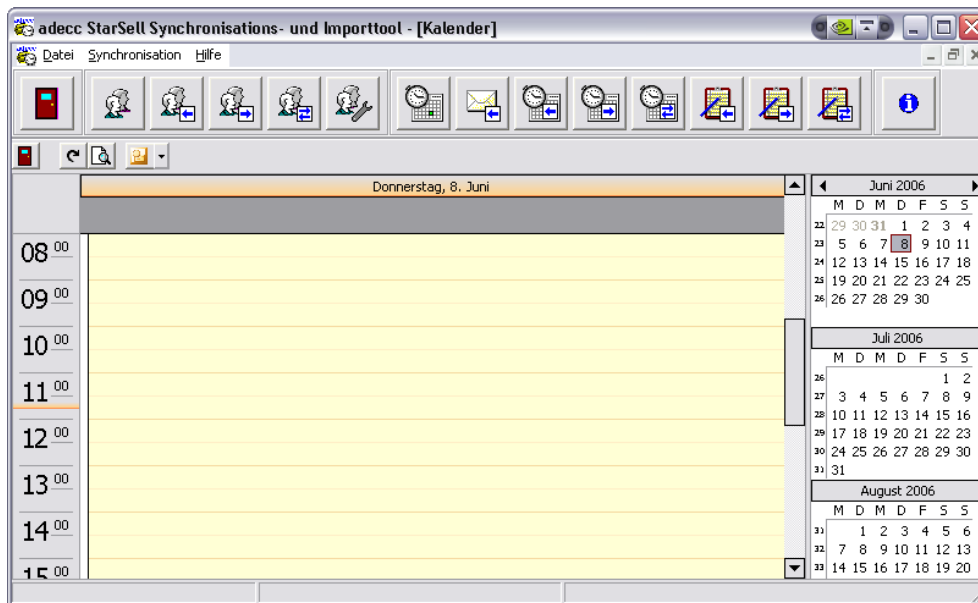 adecc StarSell Synchronisations- und Importtool - [Kalender]
Datei Synchronisation Hilfe
Donnerstag, 8. Juni
08 00
09 00
10 00
11 00
12 00
13 00
14 00
15 00
Juni 2006
M D M D F S S
22 29 30 31 1 2 3 4
23 5 6 7 8 9 10 11
24 12 13 14 15 16 17 18
25 19 20 21 22 23 24 25
26 26 27 28 29 30
Juli 2006
M D M D F S S
26 1 2
27 3 4 5 6 7 8 9
28 10 11 12 13 14 15 16
29 17 18 19 20 21 22 23
30 24 25 26 27 28 29 30
31 31
August 2006
M D M D F S S
31 1 2 3 4 5 6
32 7 8 9 10 11 12 13
33 14 15 16 17 18 19 20